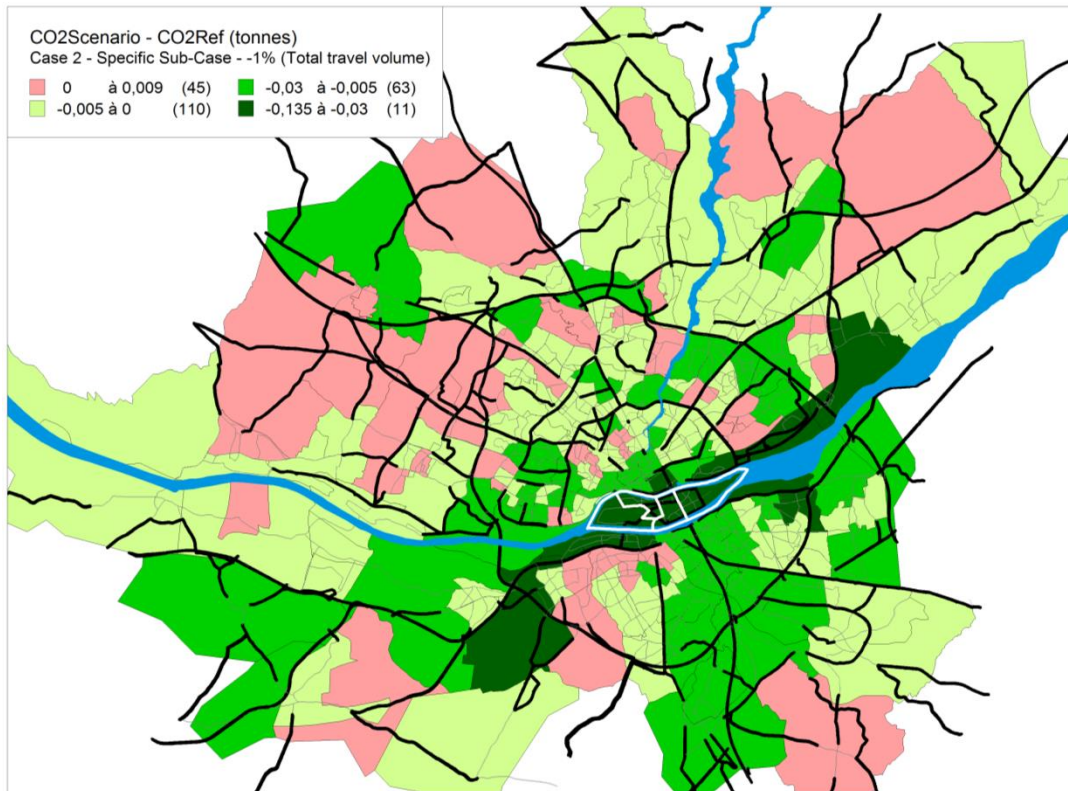 CO2Scenario - CO2Ref (tonnes)
Case 2 - Specific Sub-Case - -1% (Total travel volume)
0 à 0,009 (45) -0,03 à -0,005 (63)
-0,005 à 0 (110) -0,135 à -0,03 (11)